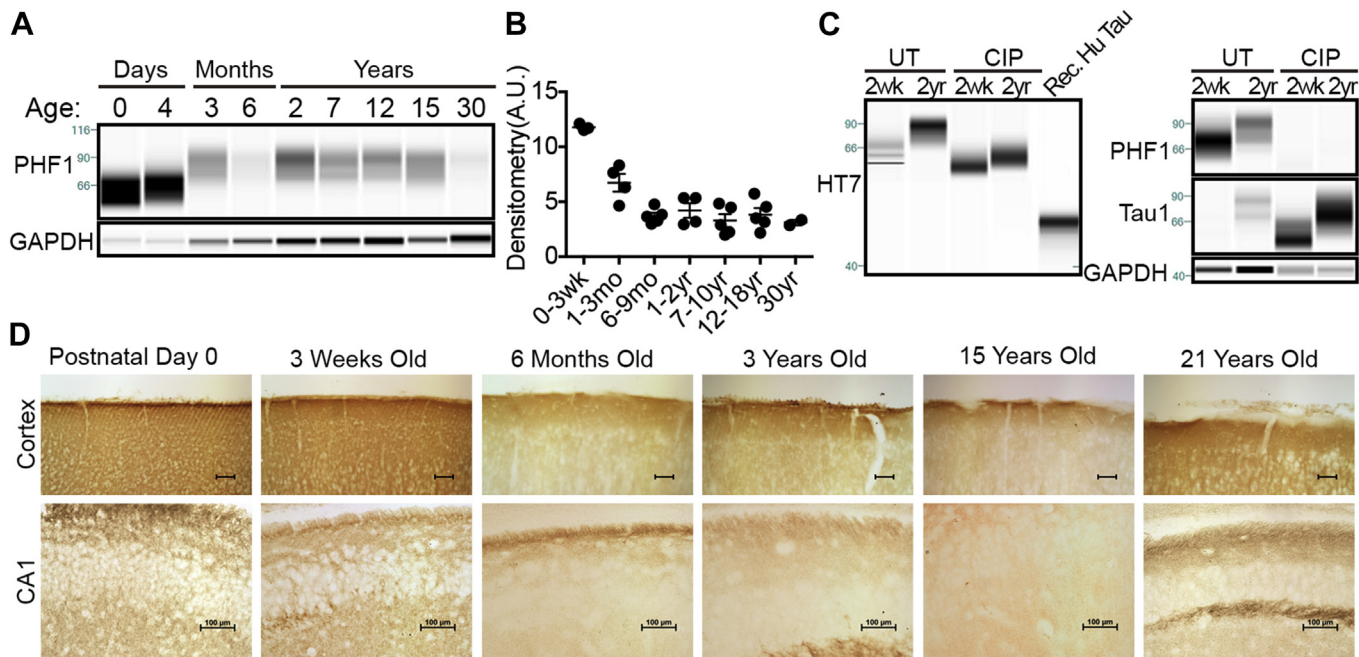 A
Days Months Years
Age: 0 4 3 6 2 7 12 15 30
116
90
66
PHF1
GAPDH
B
Densitometry(A.U.)
15
10
5
0
0-3wk
1-3mo
6-9mo
1-2yr
7-10yr
12-18yr
30yr
C
UT CIP Rec. Hu Tau
2wk 2yr 2wk 2yr
90
66
HT7
40
UT CIP
2wk 2yr 2wk 2yr
90
66
PHF1
90
66
Tau1
GAPDH
40
D
Postnatal Day 0 3 Weeks Old 6 Months Old 3 Years Old 15 Years Old 21 Years Old
Cortex
CA1
100 µm 100 µm 100 µm 100 µm 100 µm 100 µm